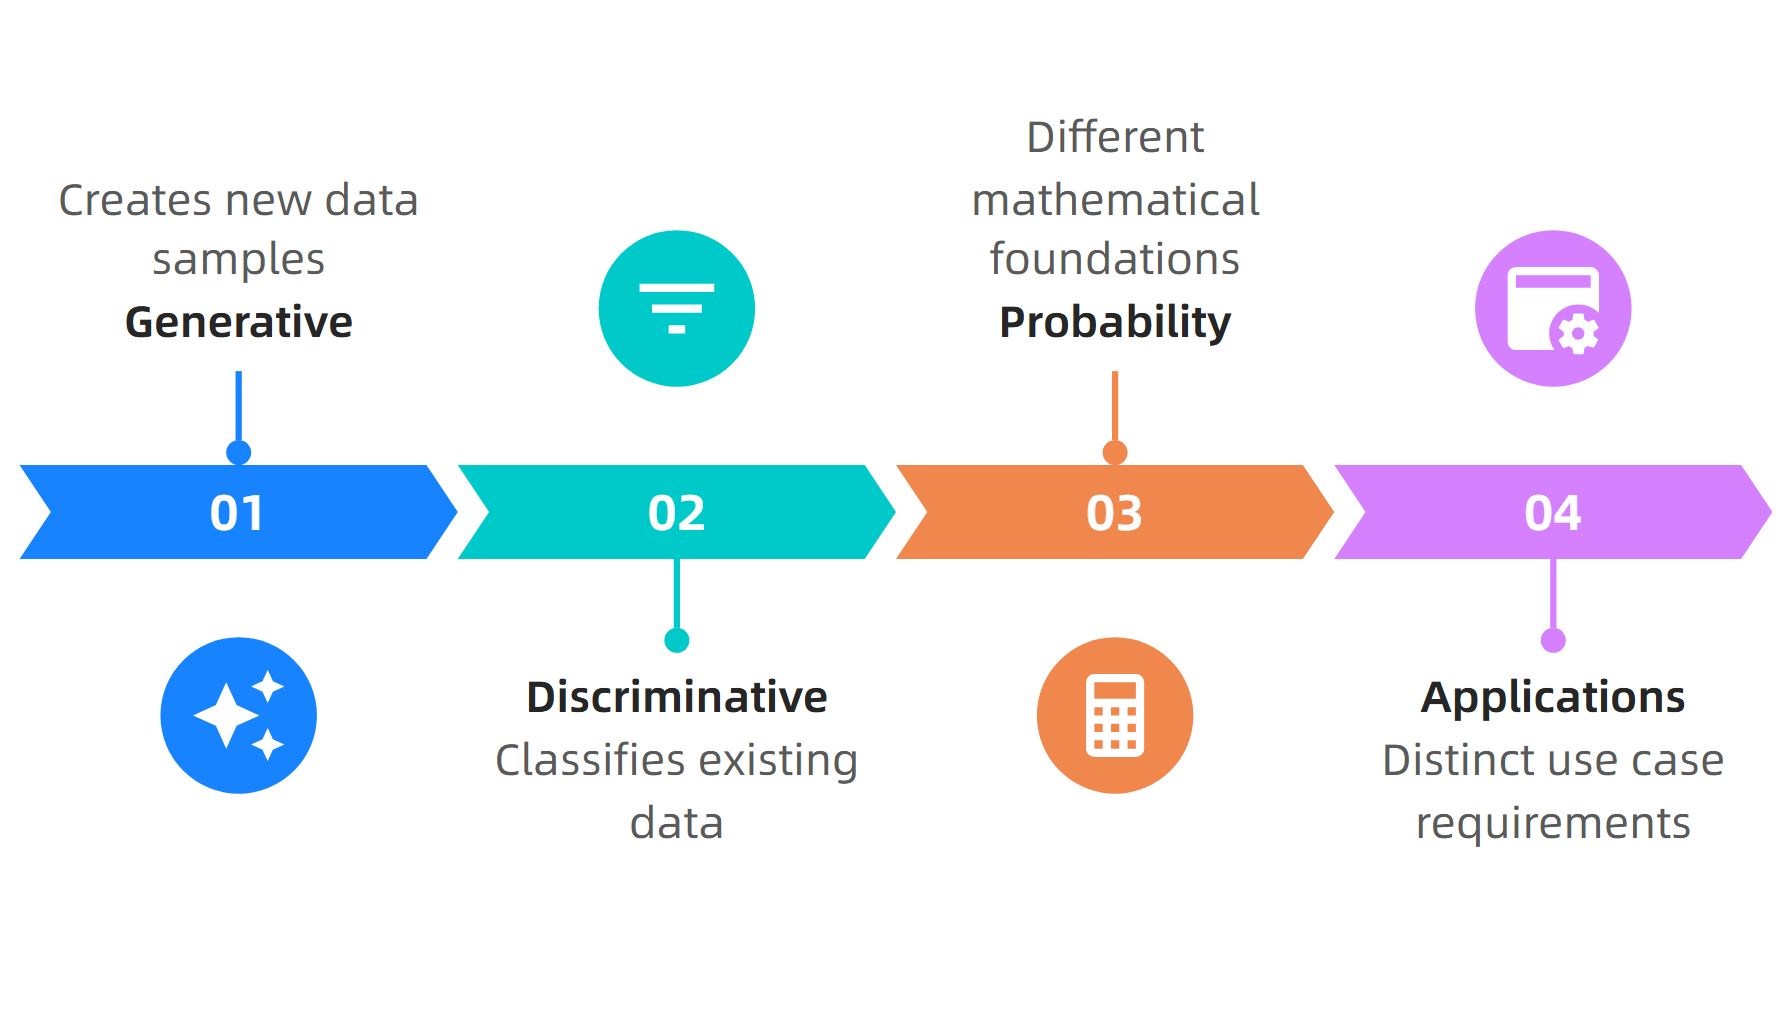 Creates new data
samples
Generative
01
02
Discriminative
Classifies existing
data
Different
mathematical
foundations
Probability
03
04
Applications
Distinct use case
requirements